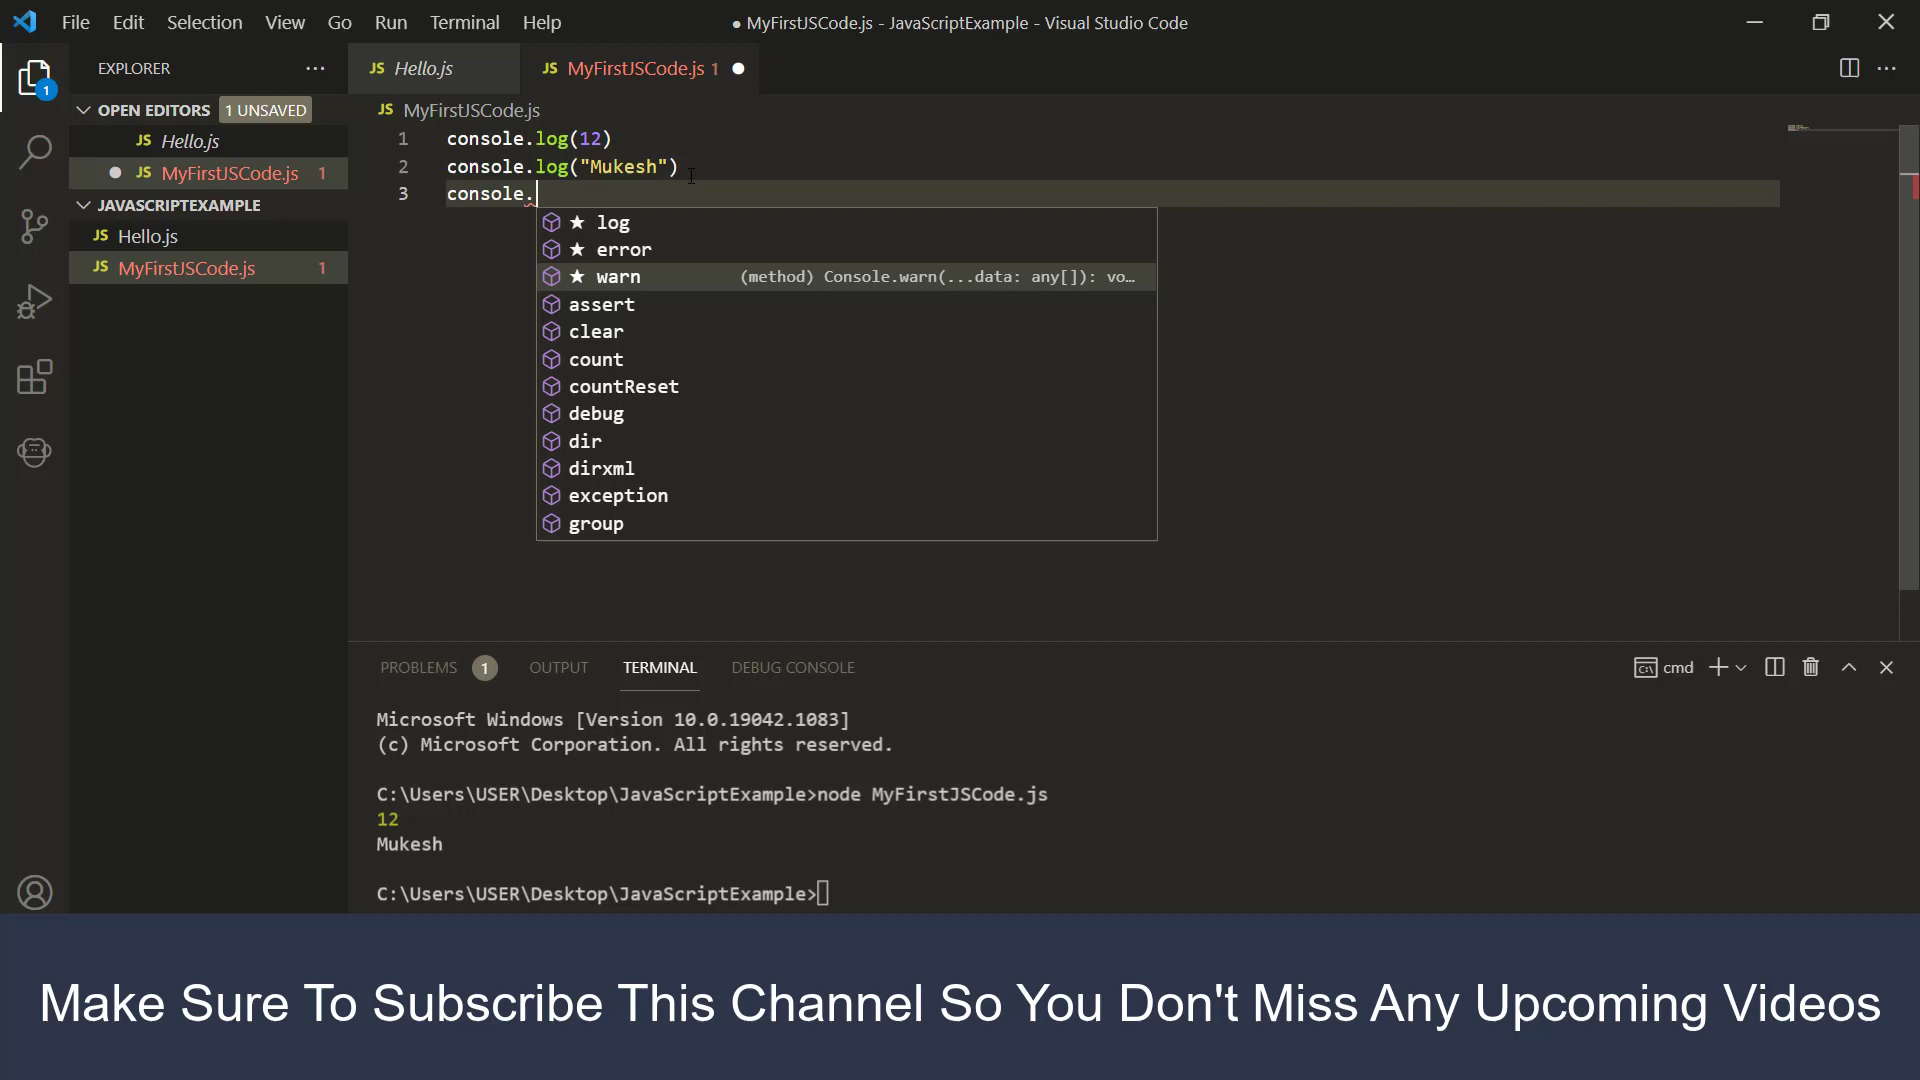 File Edit Selection View Go Run Terminal Help
● MyFirstJSCode.js - JavaScriptExample - Visual Studio Code
EXPLORER ···
JS Hello.js
JS MyFirstJSCode.js 1 ●
1
OPEN EDITORS 1 UNSAVED
JS Hello.js
● JS MyFirstJSCode.js 1
JAVASCRIPTEXAMPLE
JS Hello.js
JS MyFirstJSCode.js 1
JS MyFirstJSCode.js
1 console.log(12)
2 console.log("Mukesh")
3 console.
★ log
★ error
★ warn (method) Console.warn(...data: any[]): vo…
assert
clear
count
countReset
debug
dir
dirxml
exception
group
PROBLEMS 1 OUTPUT TERMINAL DEBUG CONSOLE
cmd
Microsoft Windows [Version 10.0.19042.1083]
(c) Microsoft Corporation. All rights reserved.
C:\Users\USER\Desktop\JavaScriptExample>node MyFirstJSCode.js
12
Mukesh
C:\Users\USER\Desktop\JavaScriptExample>
Make Sure To Subscribe This Channel So You Don't Miss Any Upcoming Videos